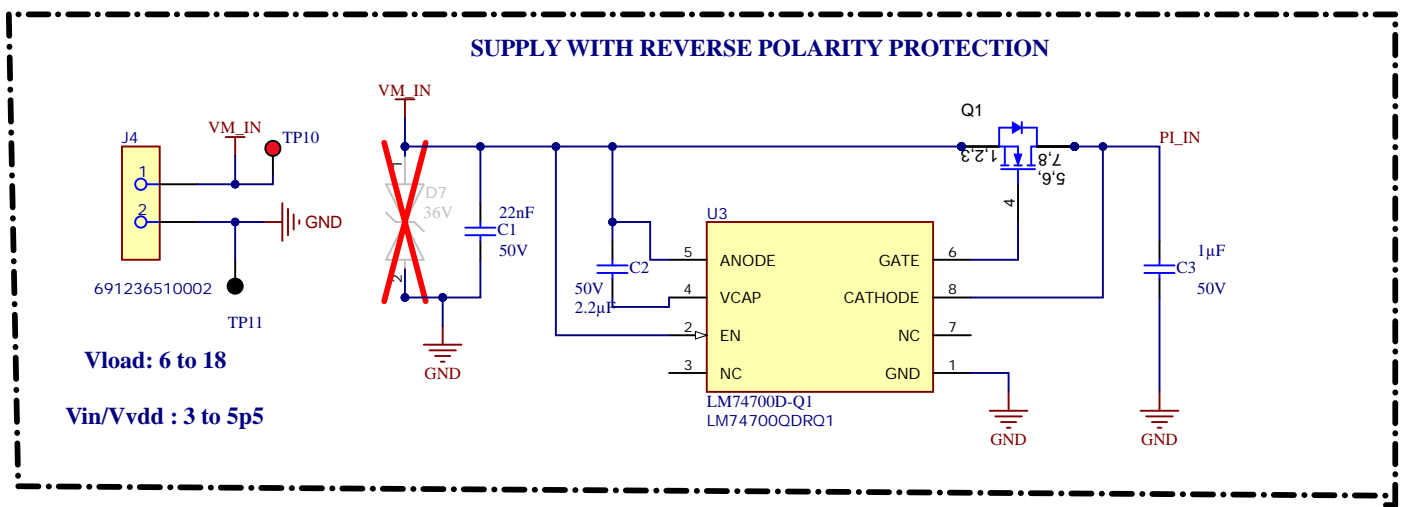 SUPPLY WITH REVERSE POLARITY PROTECTION
VM_IN
Q1
J4
VM_IN
TP10
PI_IN
1
1
1,2,3
5,6,
7,8
D7
36V
22nF
C1
50V
4
U3
2
GND
5
ANODE
GATE
6
C2
50V
2.2µF
4
VCAP
CATHODE
8
1µF
C3
50V
691236510002
2
TP11
2
EN
NC
7
GND
3
NC
GND
1
Vload: 6 to 18
Vin/Vvdd : 3 to 5p5
LM74700D-Q1
LM74700QDRQ1
GND
GND